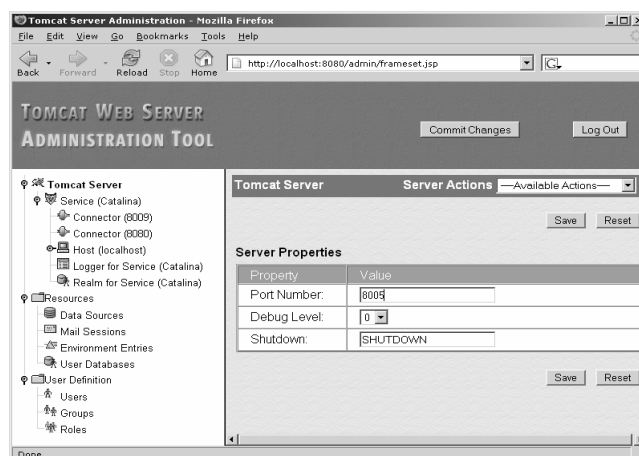 Tomcat Server Administration - Mozilla Firefox
File Edit View Go Bookmarks Tools Help
Back Forward Reload Stop Home http://localhost:8080/admin/frameset.jsp G
TOMCAT WEB SERVER
ADMINISTRATION TOOL
Commit Changes Log Out
Tomcat Server
Service (Catalina)
Connector (8009)
Connector (8080)
Host (localhost)
Logger for Service (Catalina)
Realm for Service (Catalina)
Resources
Data Sources
Mail Sessions
Environment Entries
User Databases
User Definition
Users
Groups
Roles
Tomcat Server Server Actions —Available Actions—
Save Reset
Server Properties
Property Value
Port Number: 8005
Debug Level: 0
Shutdown: SHUTDOWN
Save Reset
Done